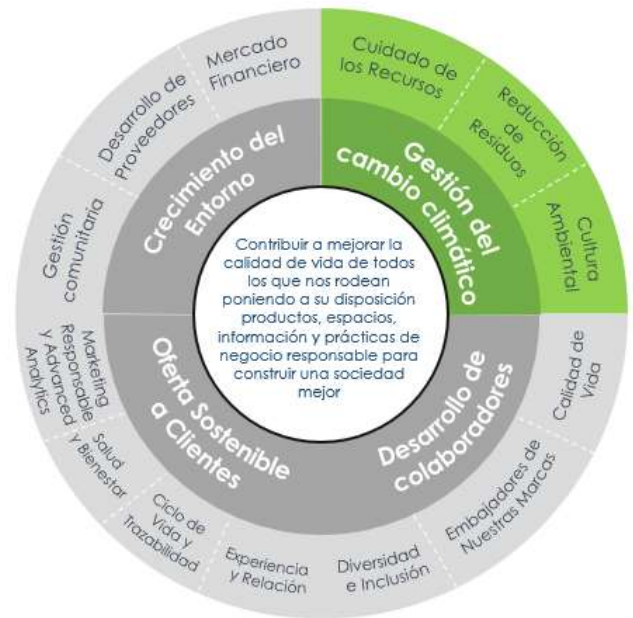 Mercado
Financiero
Cuidado de
los Recursos
Reducción
de
Residuos
Cultura
Ambiental
Gestión del
cambio climático
Calidad de
Vida
Embajadores de
Nuestras Marcas
Diversidad
e Inclusión
Desarrollo de
colaboradores
Experiencia
y Relación
Ciclo de
Vida y
Trazabilidad
Salud
y Bienestar
Marketing
Responsable
y Advanced
Analytics
Oferta Sostenible
a Clientes
Gestión
comunitaria
Desarrollo de
Proveedores
Crecimiento del
Entorno
Contribuir a mejorar la
calidad de vida de todos
los que nos rodean
poniendo a su disposición
productos, espacios,
información y prácticas de
negocio responsable para
construir una sociedad
mejor